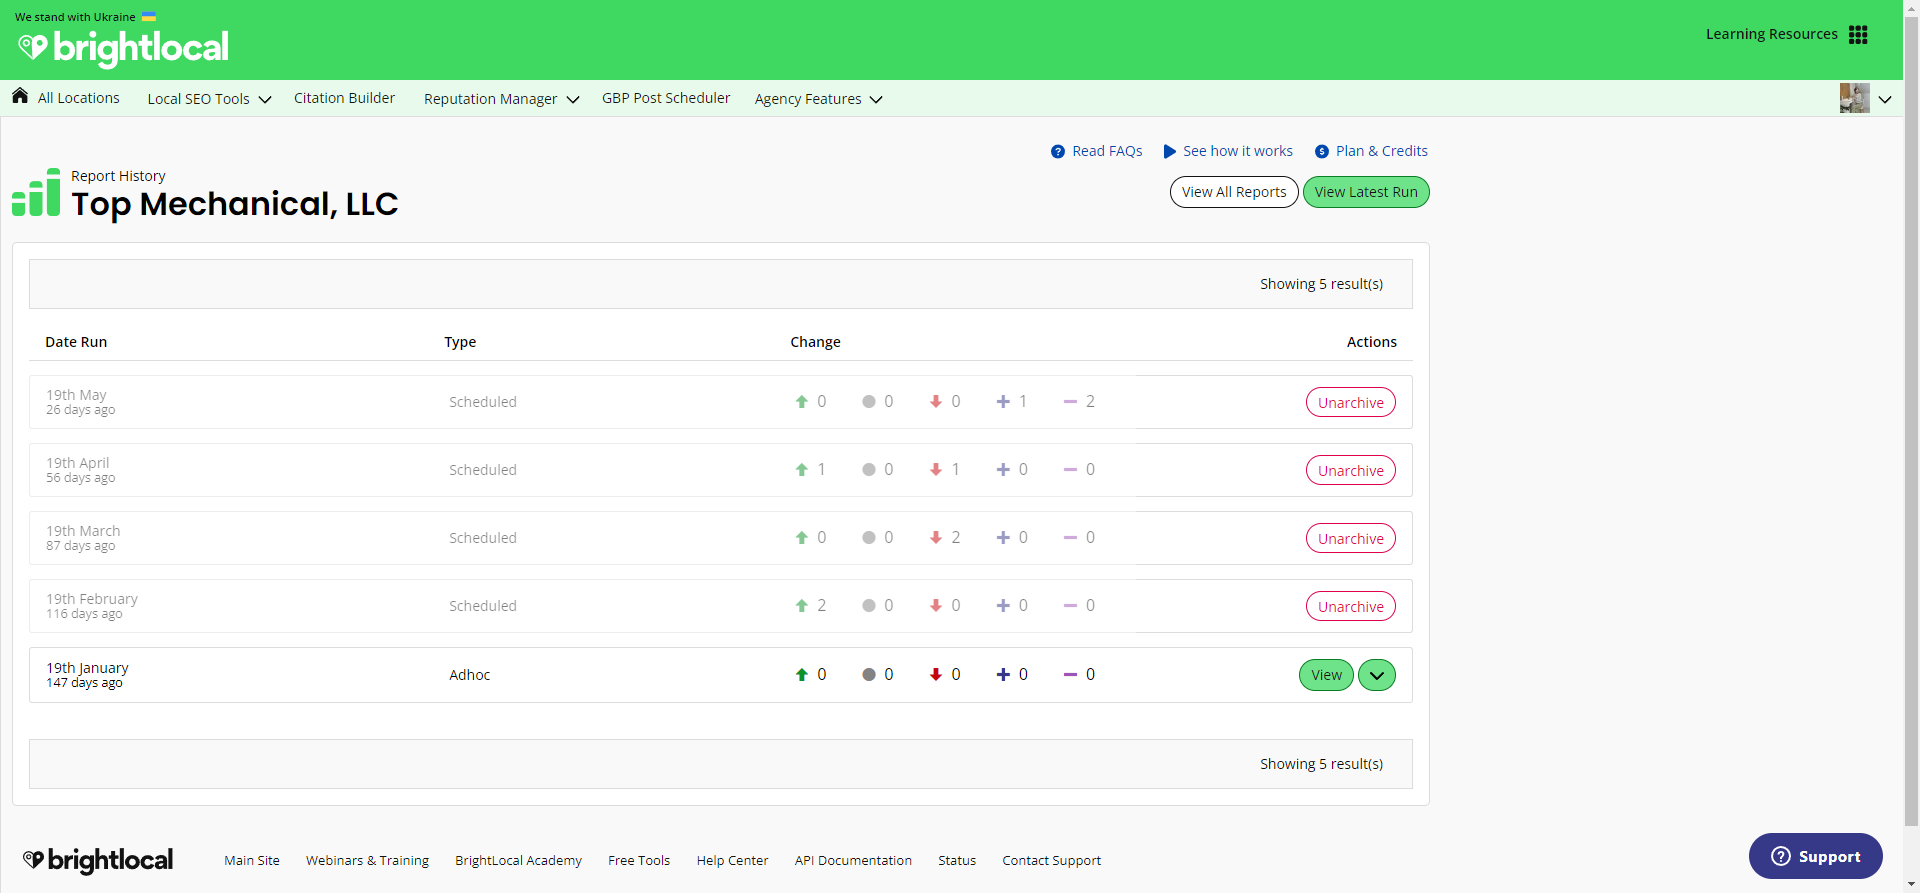 We stand with Ukraine
brightlocal
Learning Resources
All Locations Local SEO Tools Citation Builder Reputation Manager GBP Post Scheduler Agency Features
Read FAQs See how it works Plan & Credits
Report History
Top Mechanical, LLC
View All Reports View Latest Run
Showing 5 result(s)
Date Run Type Change Actions
19th May
26 days ago
Scheduled 0 0 0 1 2 Unarchive
19th April
56 days ago
Scheduled 1 0 1 0 0 Unarchive
19th March
87 days ago
Scheduled 0 0 2 0 0 Unarchive
19th February
116 days ago
Scheduled 2 0 0 0 0 Unarchive
19th January
147 days ago
Adhoc 0 0 0 0 0 View
Showing 5 result(s)
brightlocal Main Site Webinars & Training BrightLocal Academy Free Tools Help Center API Documentation Status Contact Support
Support